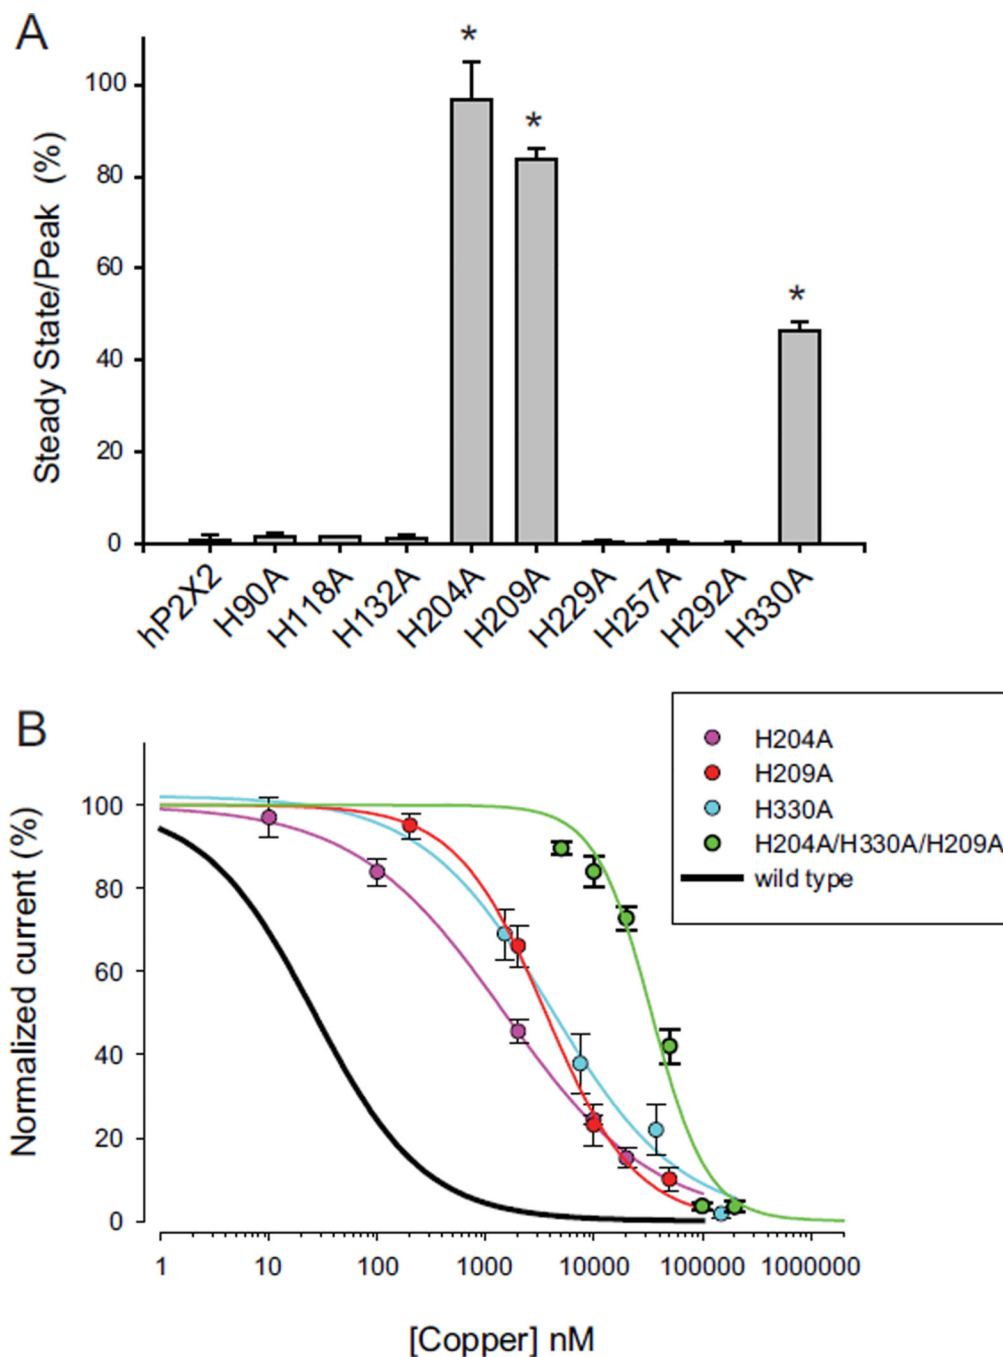 A
Steady State/Peak (%)
100
80
60
40
20
0
*
*
*
hP2X2
H90A
H118A
H132A
H204A
H209A
H229A
H257A
H292A
H330A
B
Normalized current (%)
100
80
60
40
20
0
H204A
H209A
H330A
H204A/H330A/H209A
wild type
1 10 100 1000 10000 100000 1000000
[Copper] nM